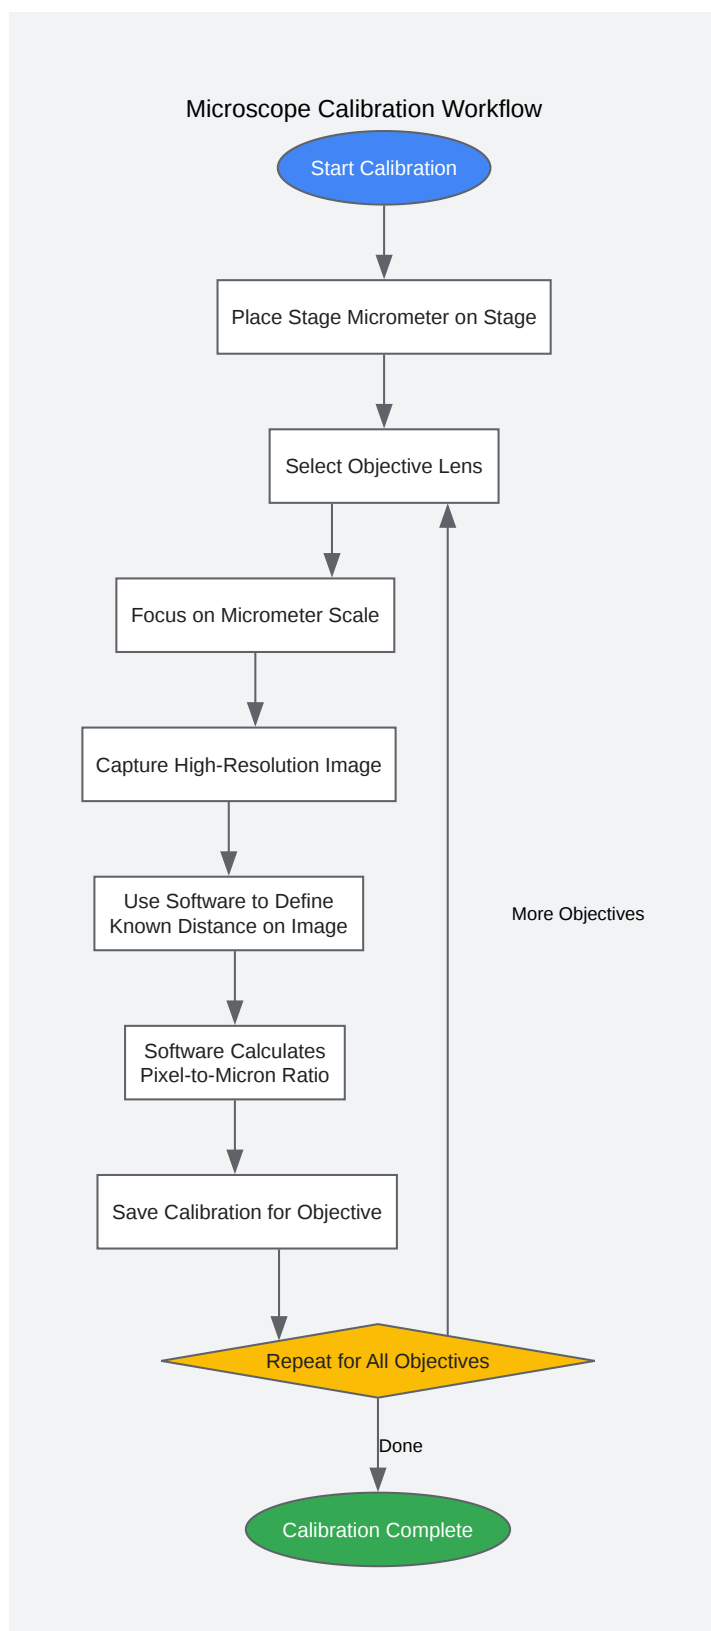 Microscope Calibration Workflow
Start Calibration
Place Stage Micrometer on Stage
Select Objective Lens
Focus on Micrometer Scale
Capture High-Resolution Image
Use Software to Define
Known Distance on Image
More Objectives
Software Calculates
Pixel-to-Micron Ratio
Save Calibration for Objective
Repeat for All Objectives
Done
Calibration Complete